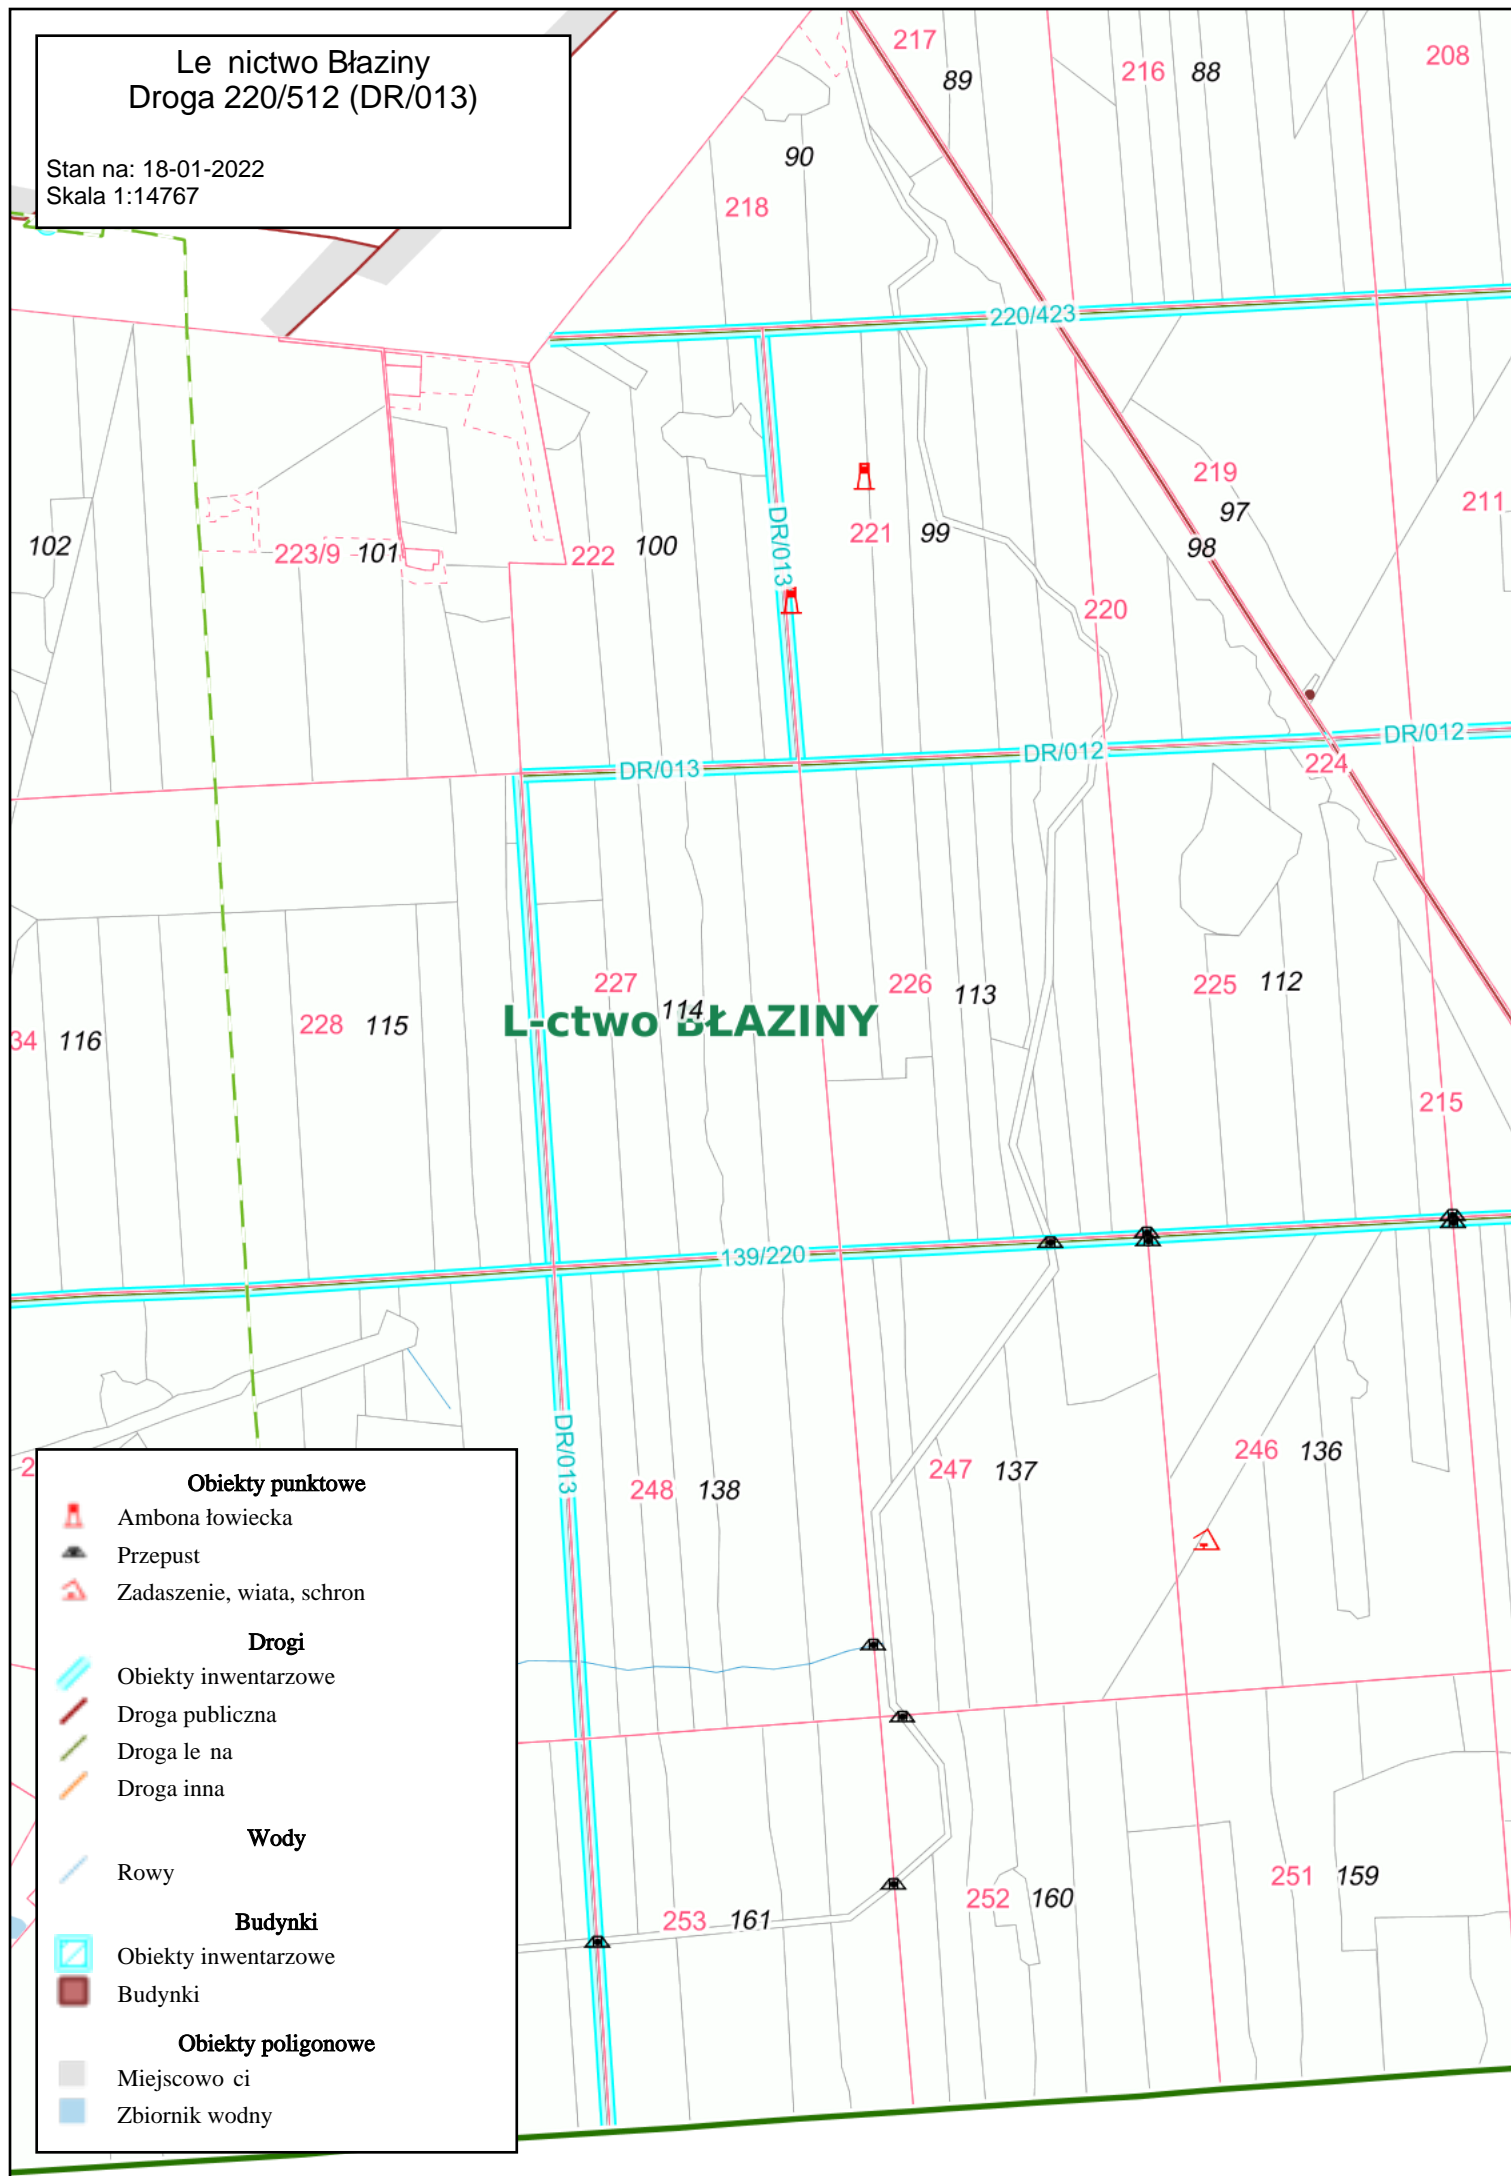 Le nictwo Błaziny
Droga 220/512 (DR/013)
Stan na: 18-01-2022
Skala 1:14767
217
89
216 88
208
90
218
220/423
219
97
98
211
102
223/9 101
222 100
DR/013
221 99
220
DR/013
DR/012
DR/012
224
34 116
228 115
227
114
L-ctwo BŁAZINY
226 113
225 112
215
139/220
DR/013
248 138
247 137
246 136
2
253 161
252 160
251 159
Obiekty punktowe
Ambona łowiecka
Przepust
Zadaszenie, wiata, schron
Drogi
Obiekty inwentarzowe
Droga publiczna
Droga le na
Droga inna
Wody
Rowy
Budynki
Obiekty inwentarzowe
Budynki
Obiekty poligonowe
Miejscowo ci
Zbiornik wodny